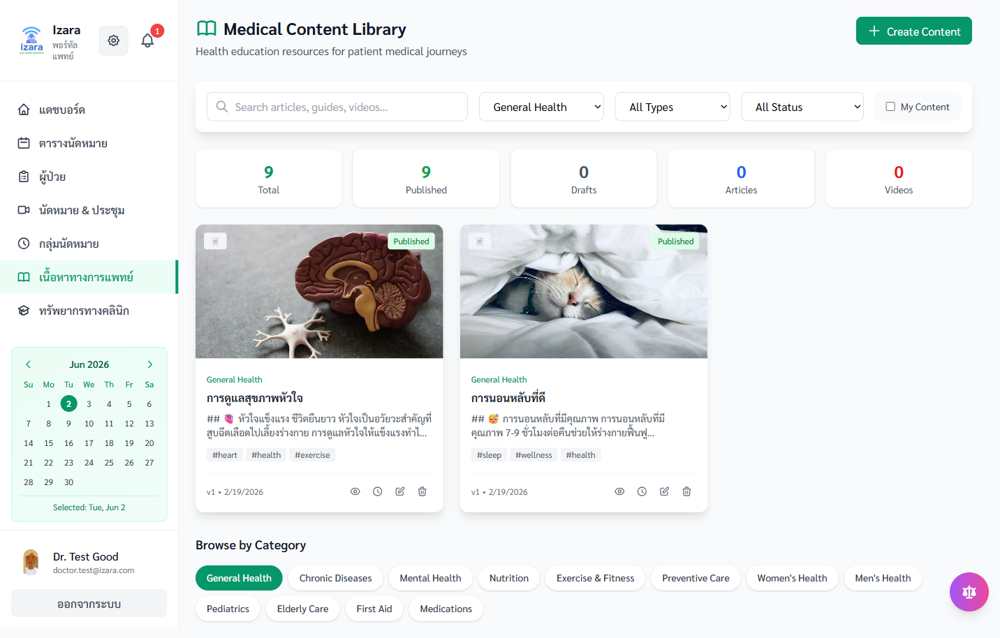 izara
Izara
พอร์ทัล
แพทย์
1
แดชบอร์ด
ตารางนัดหมาย
ผู้ป่วย
นัดหมาย & ประชุม
กลุ่มนัดหมาย
เนื้อหาทางการแพทย์
ทรัพยากรทางคลินิก
Jun 2026
Su Mo Tu We Th Fr Sa
1 2 3 4 5 6
7 8 9 10 11 12 13
14 15 16 17 18 19 20
21 22 23 24 25 26 27
28 29 30
Selected: Tue, Jun 2
Dr. Test Good
doctor.test@izara.com
ออกจากระบบ
Medical Content Library
Health education resources for patient medical journeys
Create Content
Search articles, guides, videos...
General Health
All Types
All Status
My Content
9
Total
9
Published
0
Drafts
0
Articles
0
Videos
Published
General Health
การดูแลสุขภาพหัวใจ
## 🫀 หัวใจแข็งแรง ชีวิตยืนยาว หัวใจเป็นอวัยวะสำคัญที่
สูบฉีดเลือดไปเลี้ยงร่างกาย การดูแลหัวใจให้แข็งแรงทำไ...
#heart #health #exercise
v1 • 2/19/2026
Published
General Health
การนอนหลับที่ดี
## 😴 การนอนหลับที่มีคุณภาพ การนอนหลับที่มี
คุณภาพ 7-9 ชั่วโมงต่อคืนช่วยให้ร่างกายฟื้นฟู...
#sleep #wellness #health
v1 • 2/19/2026
Browse by Category
General Health Chronic Diseases Mental Health Nutrition Exercise & Fitness Preventive Care Women's Health Men's Health
Pediatrics Elderly Care First Aid Medications